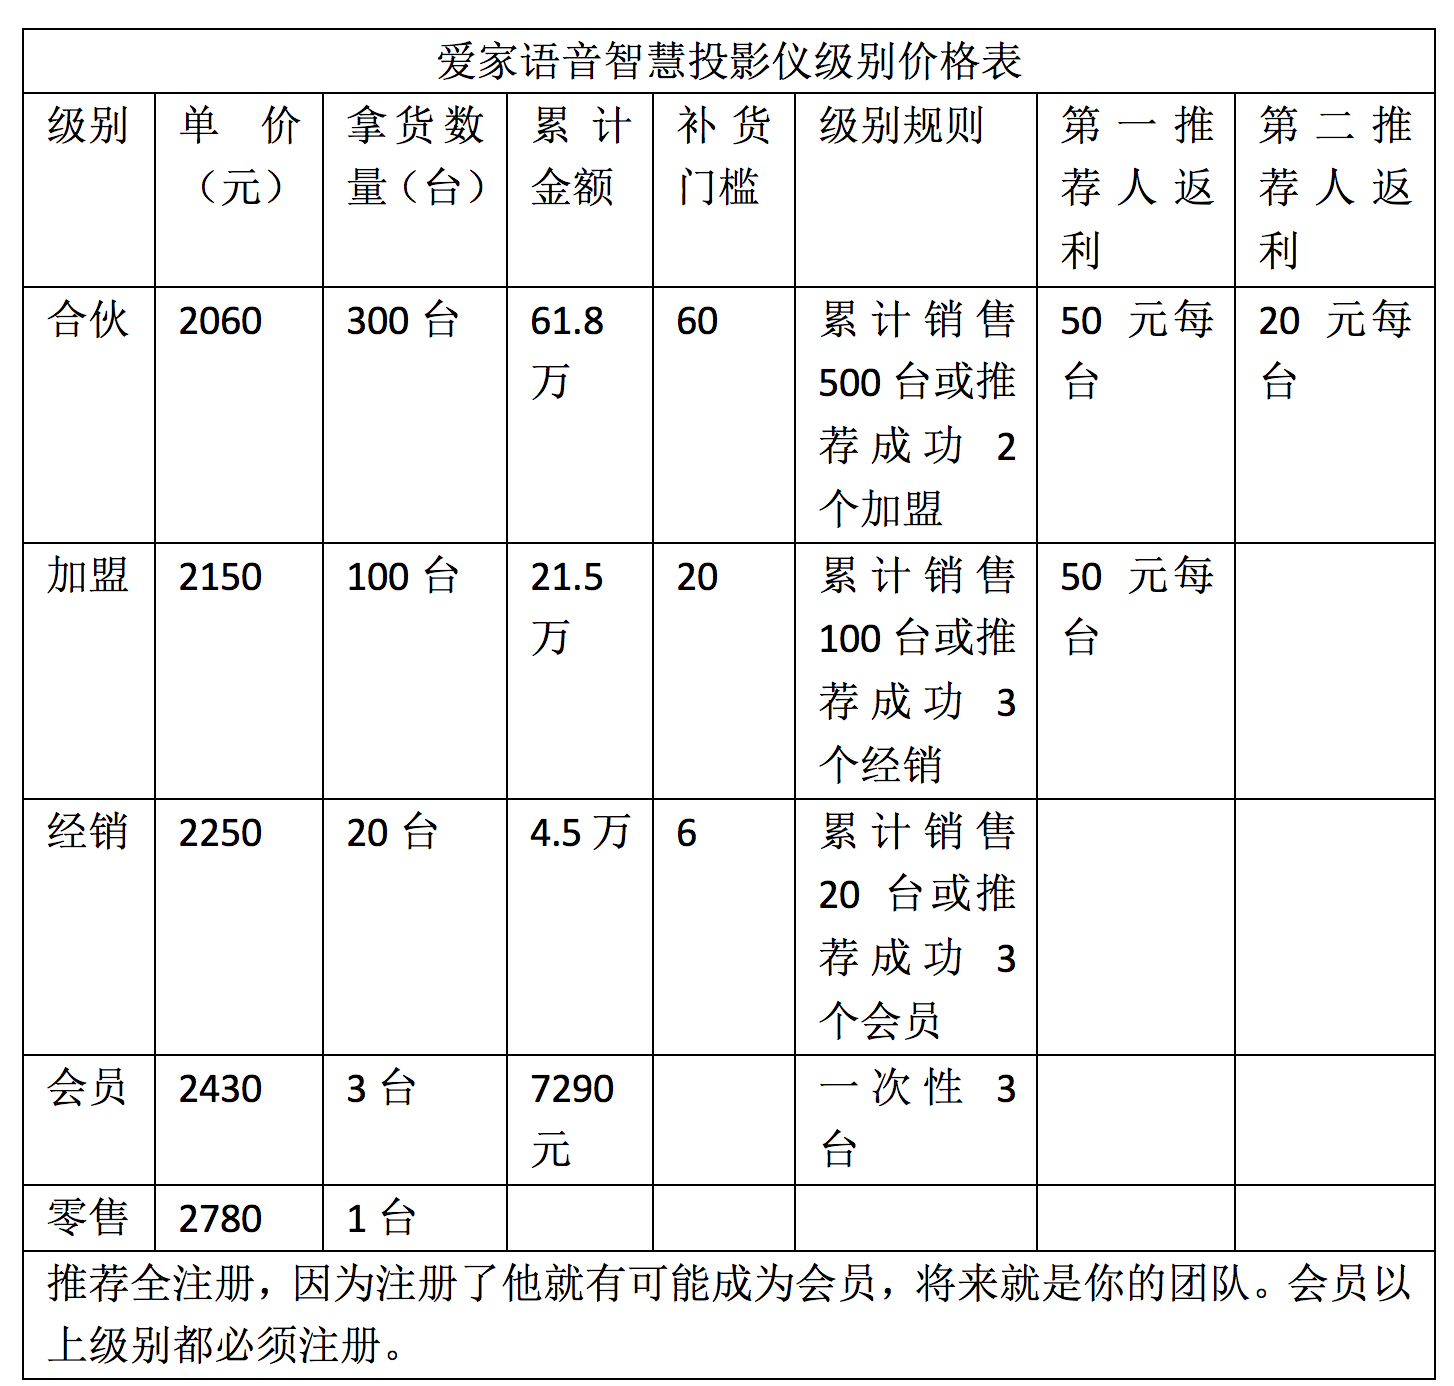 爱家语音智慧投影仪级别价格表
级别
单价
（元）
拿货数
量（台）
累计
金额
补货
门槛
级别规则
第一推
荐人返
利
第二推
荐人返
利
合伙
2060
300 台
61.8
万
60
累计销售
500 台或推
荐成功 2
个加盟
50 元每
台
20 元每
台
加盟
2150
100 台
21.5
万
20
累计销售
100 台或推
荐成功 3
个经销
50 元每
台
经销
2250
20 台
4.5 万
6
累计销售
20 台或推
荐成功 3
个会员
会员
2430
3 台
7290
元
一次性 3
台
零售
2780
1 台
推荐全注册，因为注册了他就有可能成为会员，将来就是你的团队。会员以
上级别都必须注册。